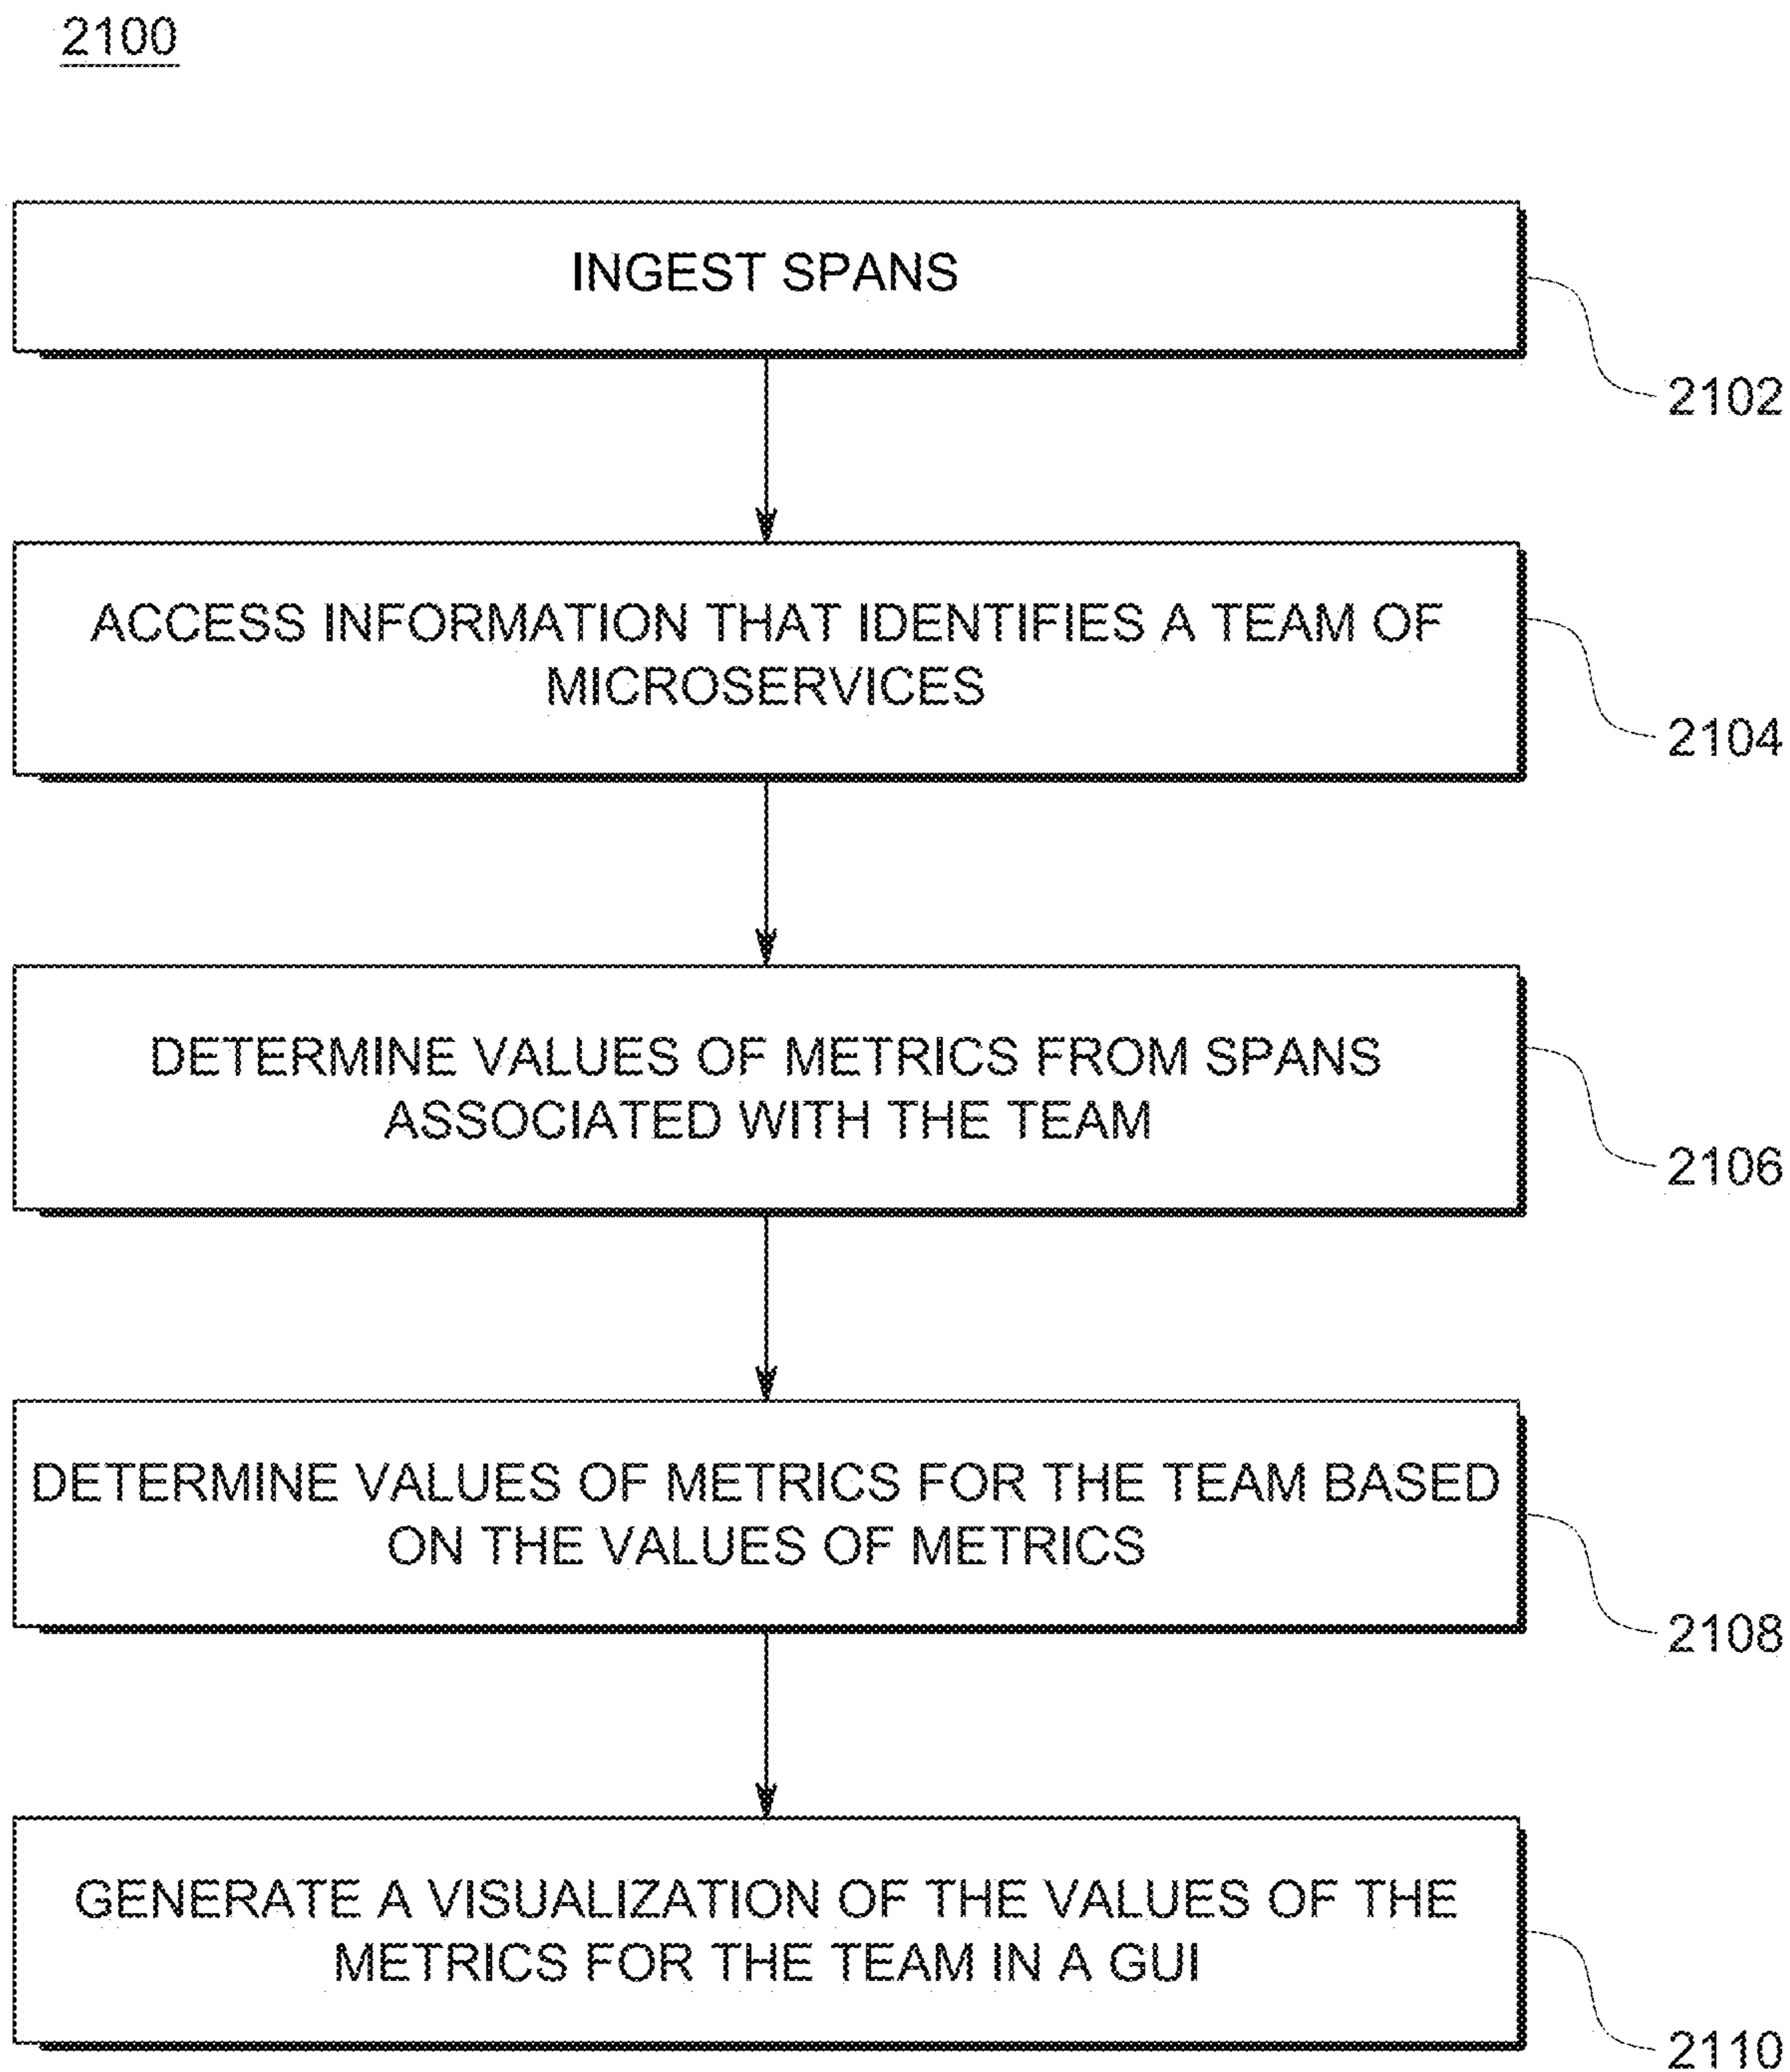 2100
INGEST SPANS
2102
ACCESS INFORMATION THAT IDENTIFIES A TEAM OF
MICROSERVICES
2104
DETERMINE VALUES OF METRICS FROM SPANS
ASSOCIATED WITH THE TEAM
2106
DETERMINE VALUES OF METRICS FOR THE TEAM BASED
ON THE VALUES OF METRICS
2108
GENERATE A VISUALIZATION OF THE VALUES OF THE
METRICS FOR THE TEAM IN A GUI
2110